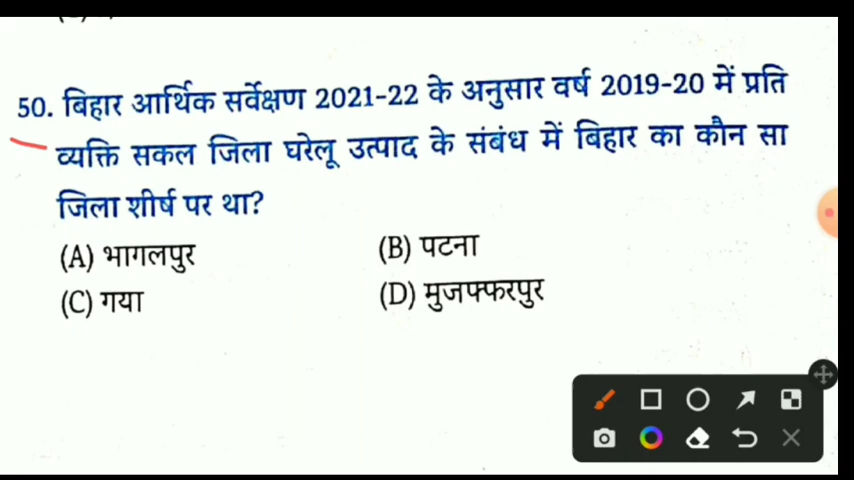 50. बिहार आर्थिक सर्वेक्षण 2021-22 के अनुसार वर्ष 2019-20 में प्रति
व्यक्ति सकल जिला घरेलू उत्पाद के संबंध में बिहार का कौन सा
जिला शीर्ष पर था?
(A) भागलपुर (B) पटना
(C) गया (D) मुजफ्फरपुर